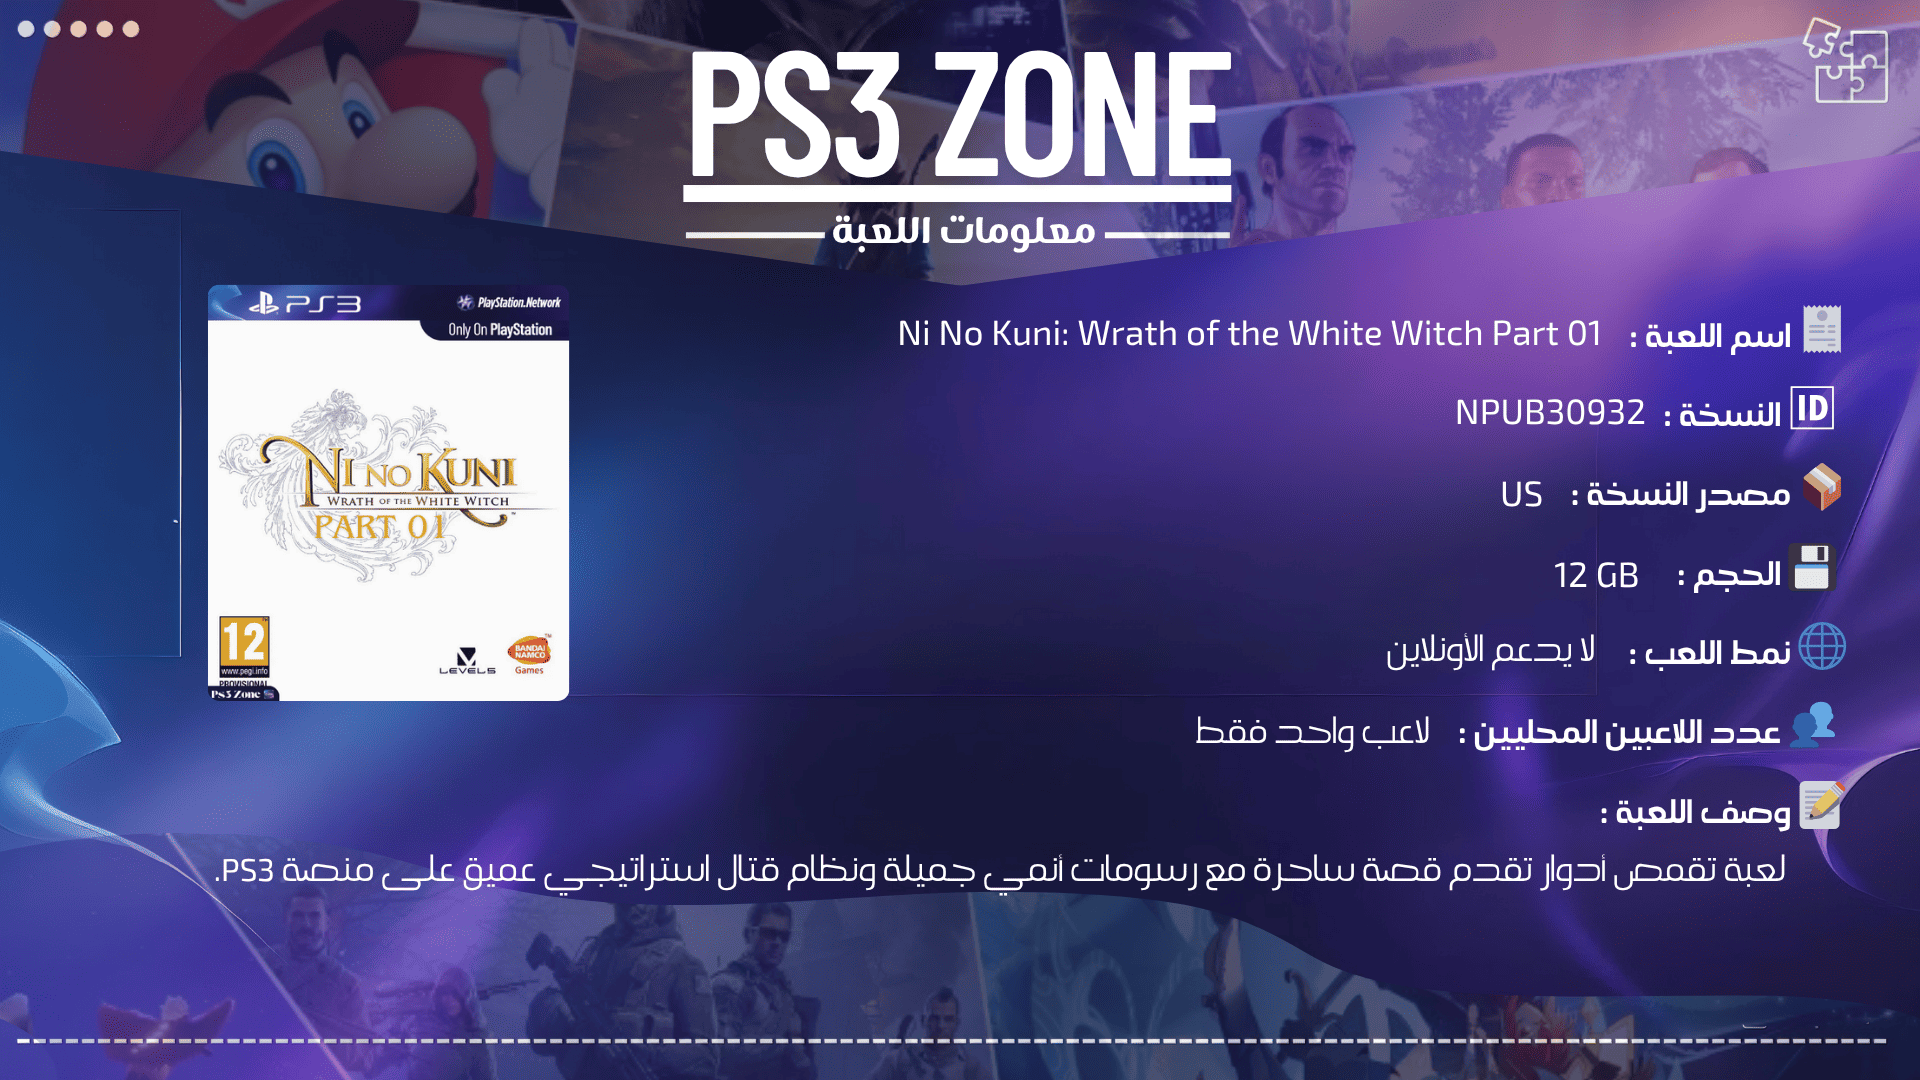 PS3 ZONE
معلومات اللعبة
PS3
PlayStation.Network
Only On PlayStation
NI NO KUNI
WRATH OF THE WHITE WITCH
PART 01
12
www.pegi.info
PROVISIONAL
Ps3 Zone
LEVEL5
BANDAI NAMCO Games
اسم اللعبة : Ni No Kuni: Wrath of the White Witch Part 01
ID النسخة : NPUB30932
مصدر النسخة : US
الحجم : 12 GB
نمط اللعب : لا يدعم الأونلاين
عدد اللاعبين المحليين : لاعب واحد فقط
وصف اللعبة :
لعبة تقمص أدوار تقدم قصة ساحرة مع رسومات أنمي جميلة ونظام قتال استراتيجي عميق على منصة PS3.